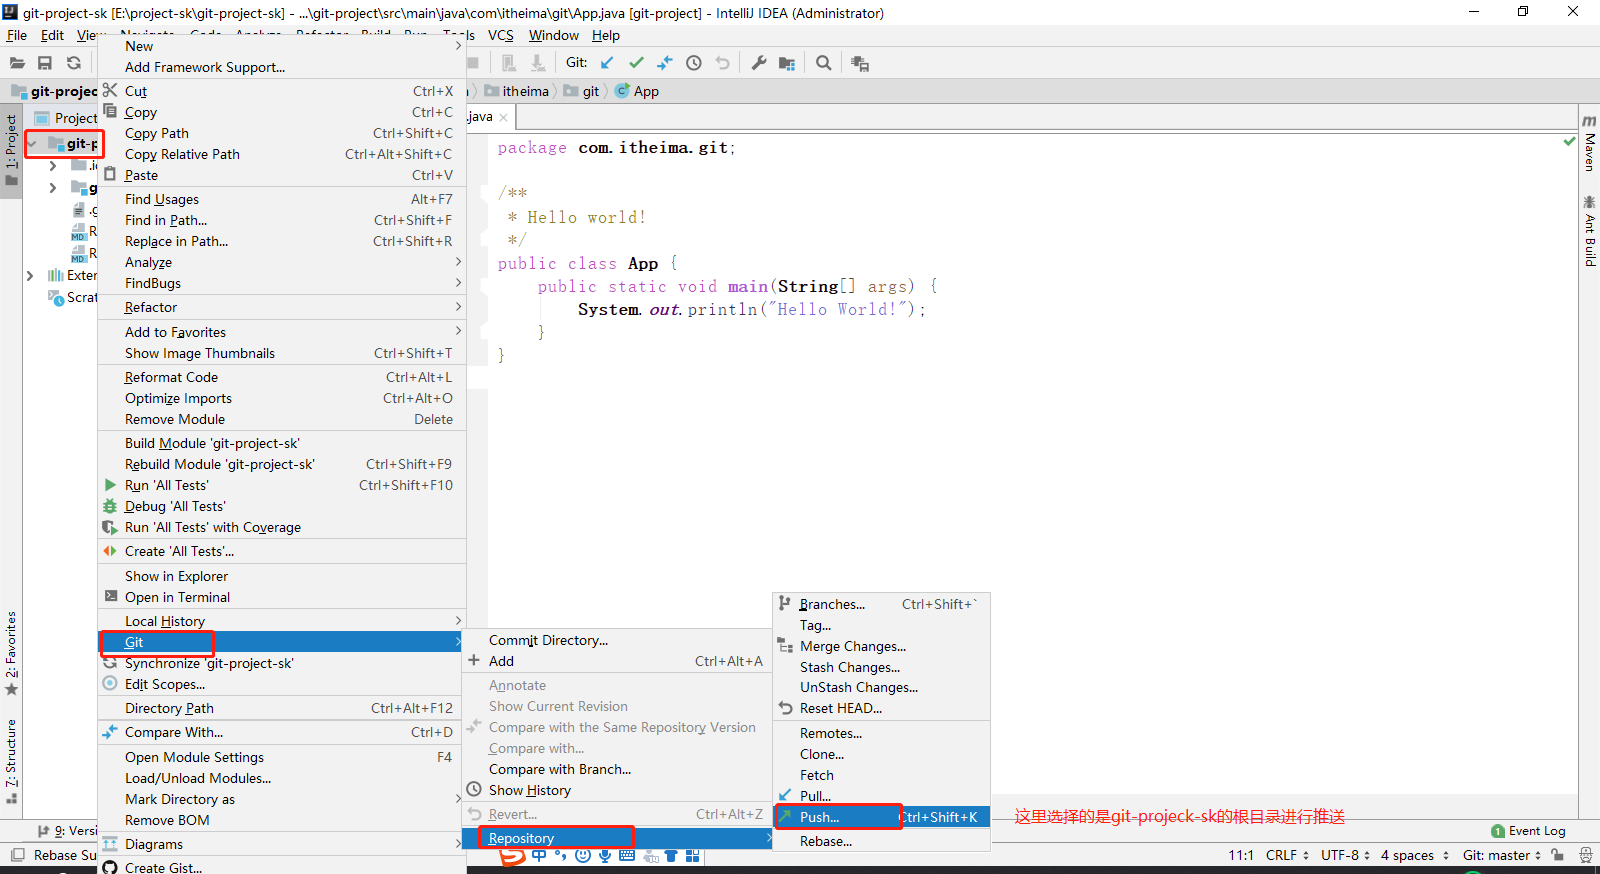 git-project-sk [E:\project-sk\git-project-sk] - ...\git-project\src\main\java\com\itheima\git\App.java [git-project] - IntelliJ IDEA (Administrator)
File Edit View Navigate Code Analyze Refactor Build Run Tools VCS Window Help
Git:
git-projec
itheima git App
Project
.java
1: Project
git-p
.i
g
.g
R
R
Exter
Scrat
New
Add Framework Support...
Cut Ctrl+X
Copy Ctrl+C
Copy Path Ctrl+Shift+C
Copy Relative Path Ctrl+Alt+Shift+C
Paste Ctrl+V
Find Usages Alt+F7
Find in Path... Ctrl+Shift+F
Replace in Path... Ctrl+Shift+R
Analyze
FindBugs
Refactor
Add to Favorites
Show Image Thumbnails Ctrl+Shift+T
Reformat Code Ctrl+Alt+L
Optimize Imports Ctrl+Alt+O
Remove Module Delete
Build Module 'git-project-sk'
Rebuild Module 'git-project-sk' Ctrl+Shift+F9
Run 'All Tests' Ctrl+Shift+F10
Debug 'All Tests'
Run 'All Tests' with Coverage
Create 'All Tests'...
Show in Explorer
Open in Terminal
Local History
Git
Synchronize 'git-project-sk'
Edit Scopes...
Directory Path Ctrl+Alt+F12
Compare With... Ctrl+D
Open Module Settings F4
Load/Unload Modules...
Mark Directory as
Remove BOM
Diagrams
Create Gist...
package com.itheima.git;
/**
* Hello world!
*/
public class App {
public static void main(String[] args) {
System.out.println("Hello World!");
}
}
Commit Directory...
Add Ctrl+Alt+A
Annotate
Show Current Revision
Compare with the Same Repository Version
Compare with...
Compare with Branch...
Show History
Revert... Ctrl+Alt+Z
Repository
Branches... Ctrl+Shift+`
Tag...
Merge Changes...
Stash Changes...
UnStash Changes...
Reset HEAD...
Remotes...
Clone...
Fetch
Pull...
Push... Ctrl+Shift+K
Rebase...
这里选择的是git-projeck-sk的根目录进行推送
Maven
Ant Build
2: Favorites
7: Structure
9: Versi
1 Event Log
Rebase Su
中
11:1 CRLF UTF-8 4 spaces Git: master